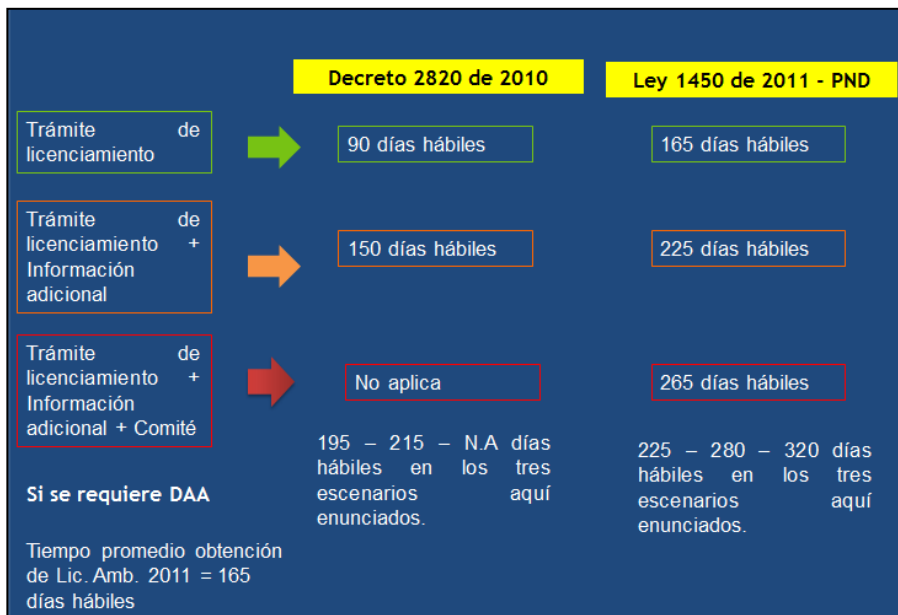 Decreto 2820 de 2010
Ley 1450 de 2011 - PND
Trámite de
licenciamiento
90 días hábiles
165 días hábiles
Trámite de
licenciamiento +
Información
adicional
150 días hábiles
225 días hábiles
Trámite de
licenciamiento +
Información
adicional + Comité
No aplica
265 días hábiles
195 – 215 – N.A días
hábiles en los tres
escenarios aquí
enunciados.
225 – 280 – 320 días
hábiles en los tres
escenarios aquí
enunciados.
Si se requiere DAA
Tiempo promedio obtención
de Lic. Amb. 2011 = 165
días hábiles